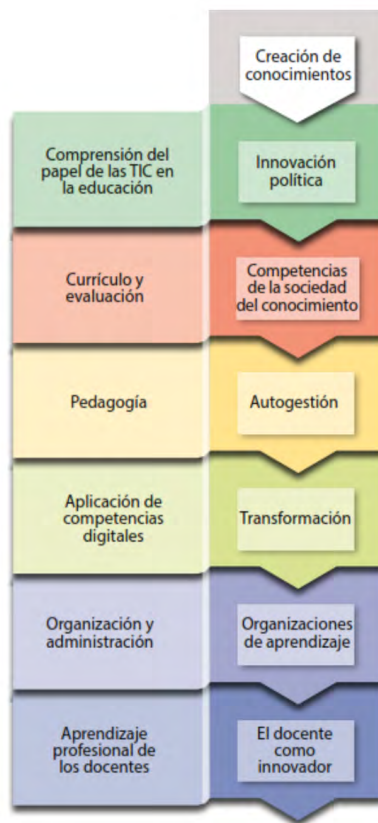 Creación de
conocimientos
Comprensión del
papel de las TIC en
la educación
Innovación
política
Currículo y
evaluación
Competencias
de la sociedad
del conocimiento
Pedagogía
Autogestión
Aplicación de
competencias
digitales
Transformación
Organización y
administración
Organizaciones
de aprendizaje
Aprendizaje
profesional de
los docentes
El docente
como
innovador